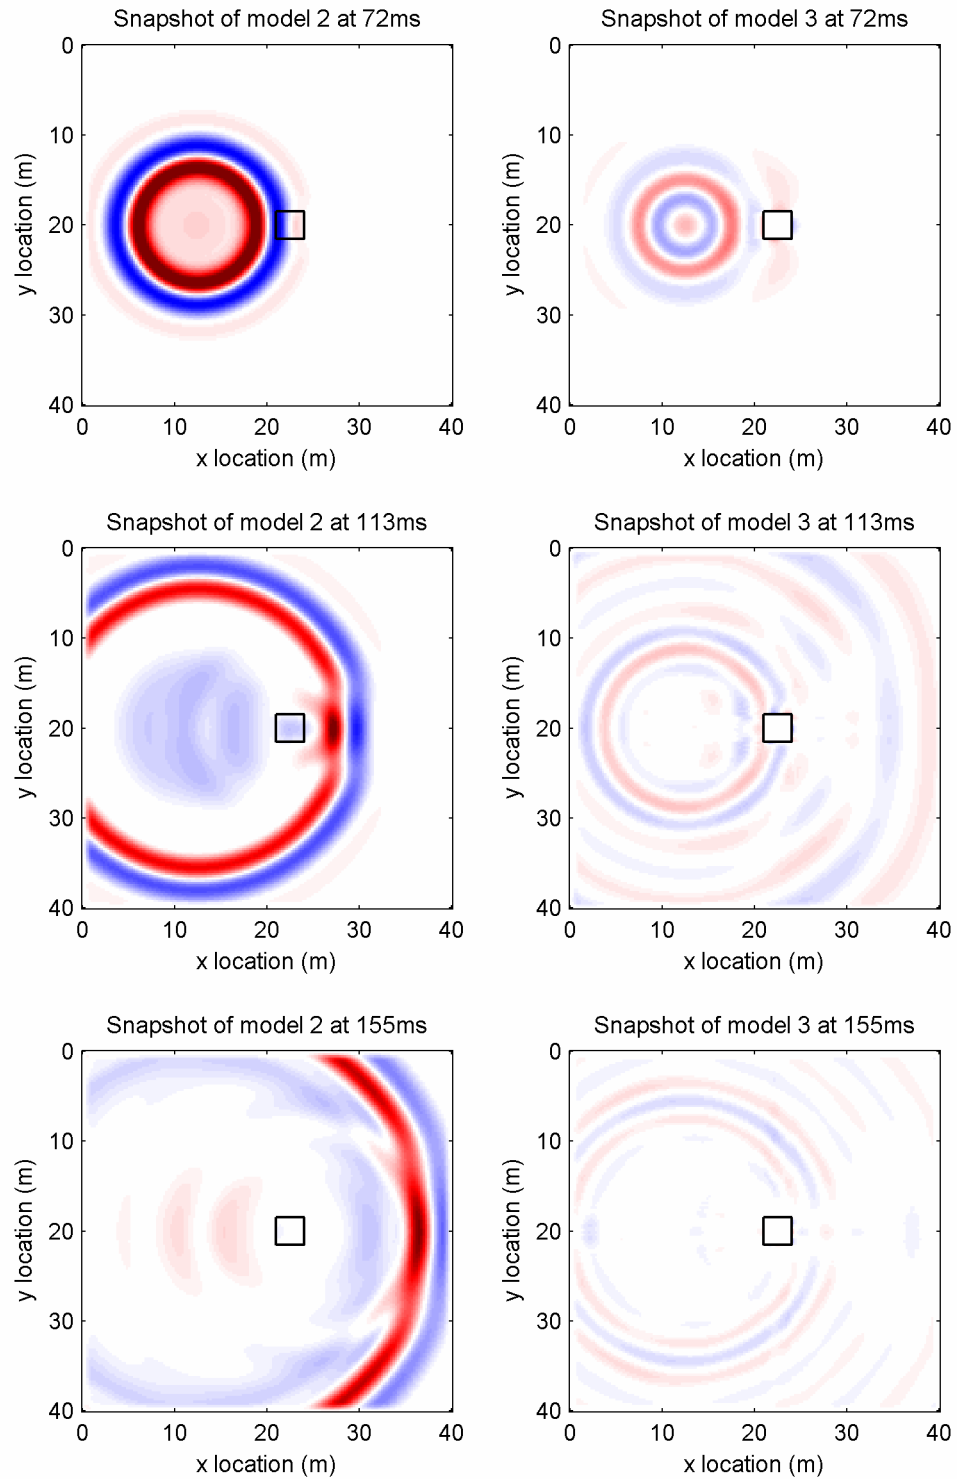 Snapshot of model 2 at 72ms
0
10
20
30
40
y location (m)
0 10 20 30 40
x location (m)
Snapshot of model 3 at 72ms
0
10
20
30
40
y location (m)
0 10 20 30 40
x location (m)
Snapshot of model 2 at 113ms
0
10
20
30
40
y location (m)
0 10 20 30 40
x location (m)
Snapshot of model 3 at 113ms
0
10
20
30
40
y location (m)
0 10 20 30 40
x location (m)
Snapshot of model 2 at 155ms
0
10
20
30
40
y location (m)
0 10 20 30 40
x location (m)
Snapshot of model 3 at 155ms
0
10
20
30
40
y location (m)
0 10 20 30 40
x location (m)